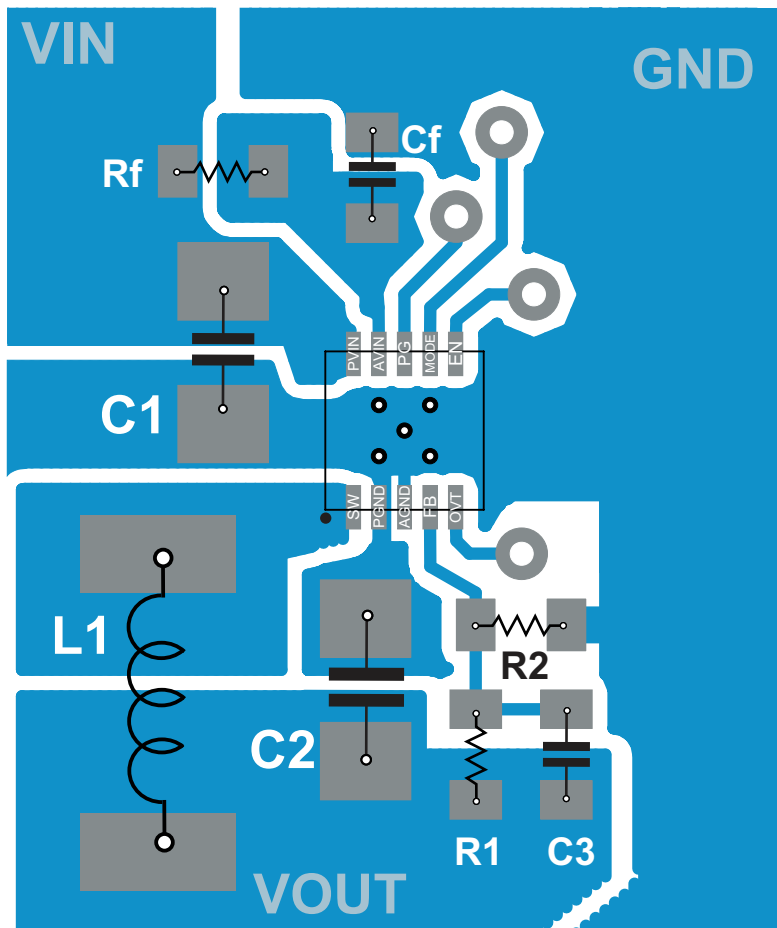 VIN
GND
Cf
Rf
PVIN
AVIN
PG
MODE
EN
C1
SW
PGND
AGND
FB
OVT
L1
R2
C2
R1
C3
VOUT